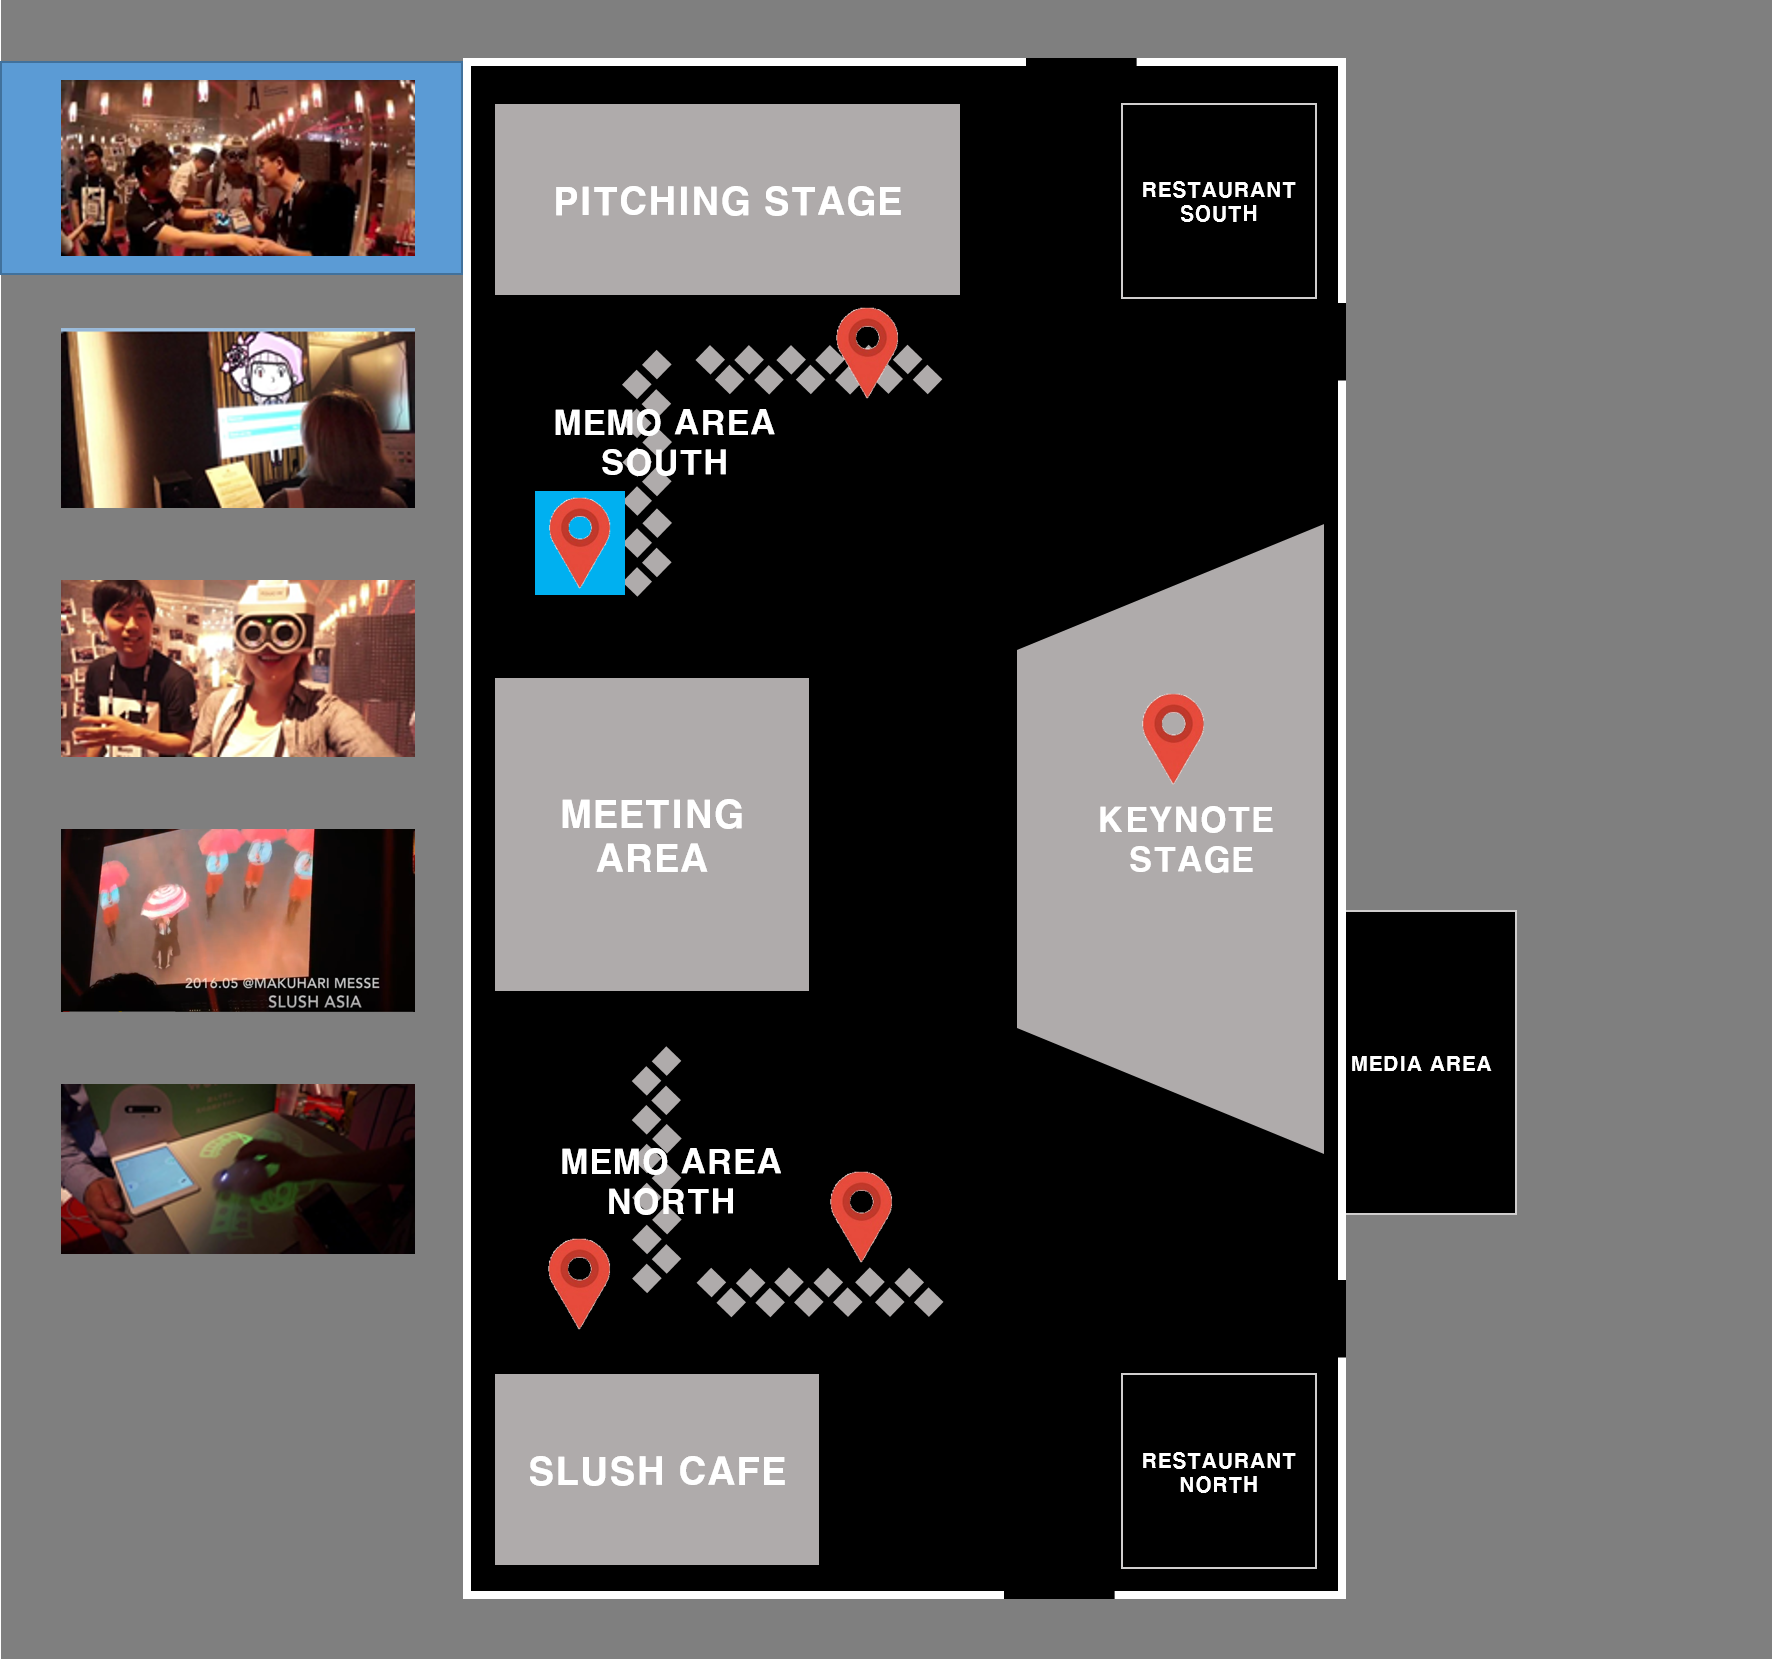 PITCHING STAGE
RESTAURANT
SOUTH
MEMO AREA
SOUTH
MEETING
AREA
KEYNOTE
STAGE
2016.05 @MAKUHARI MESSE
SLUSH ASIA
MEDIA AREA
MEMO AREA
NORTH
SLUSH CAFE
RESTAURANT
NORTH